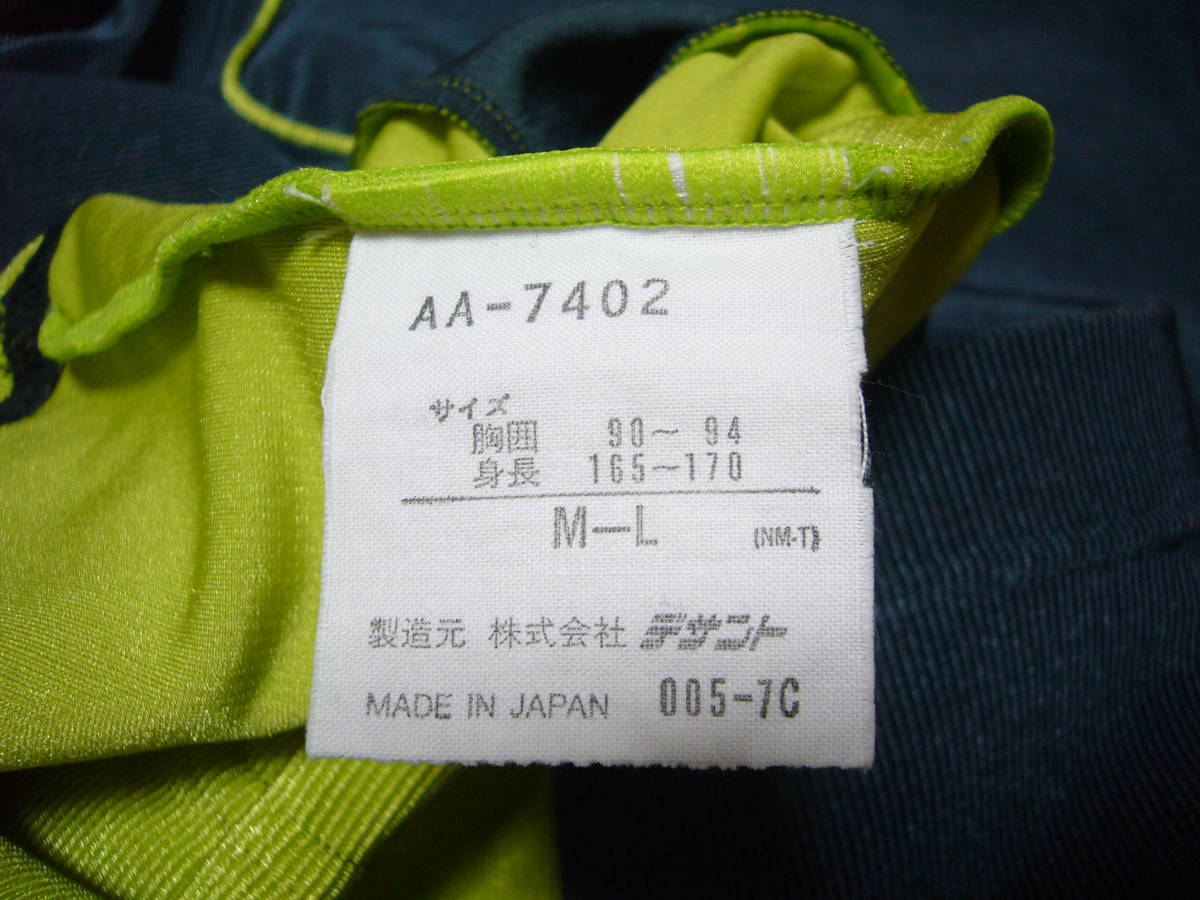 AA-7402
サイズ
胸囲 90～94
身長 165～170
M-L (NM-T)
製造元 株式会社 デサント
MADE IN JAPAN 005-7C